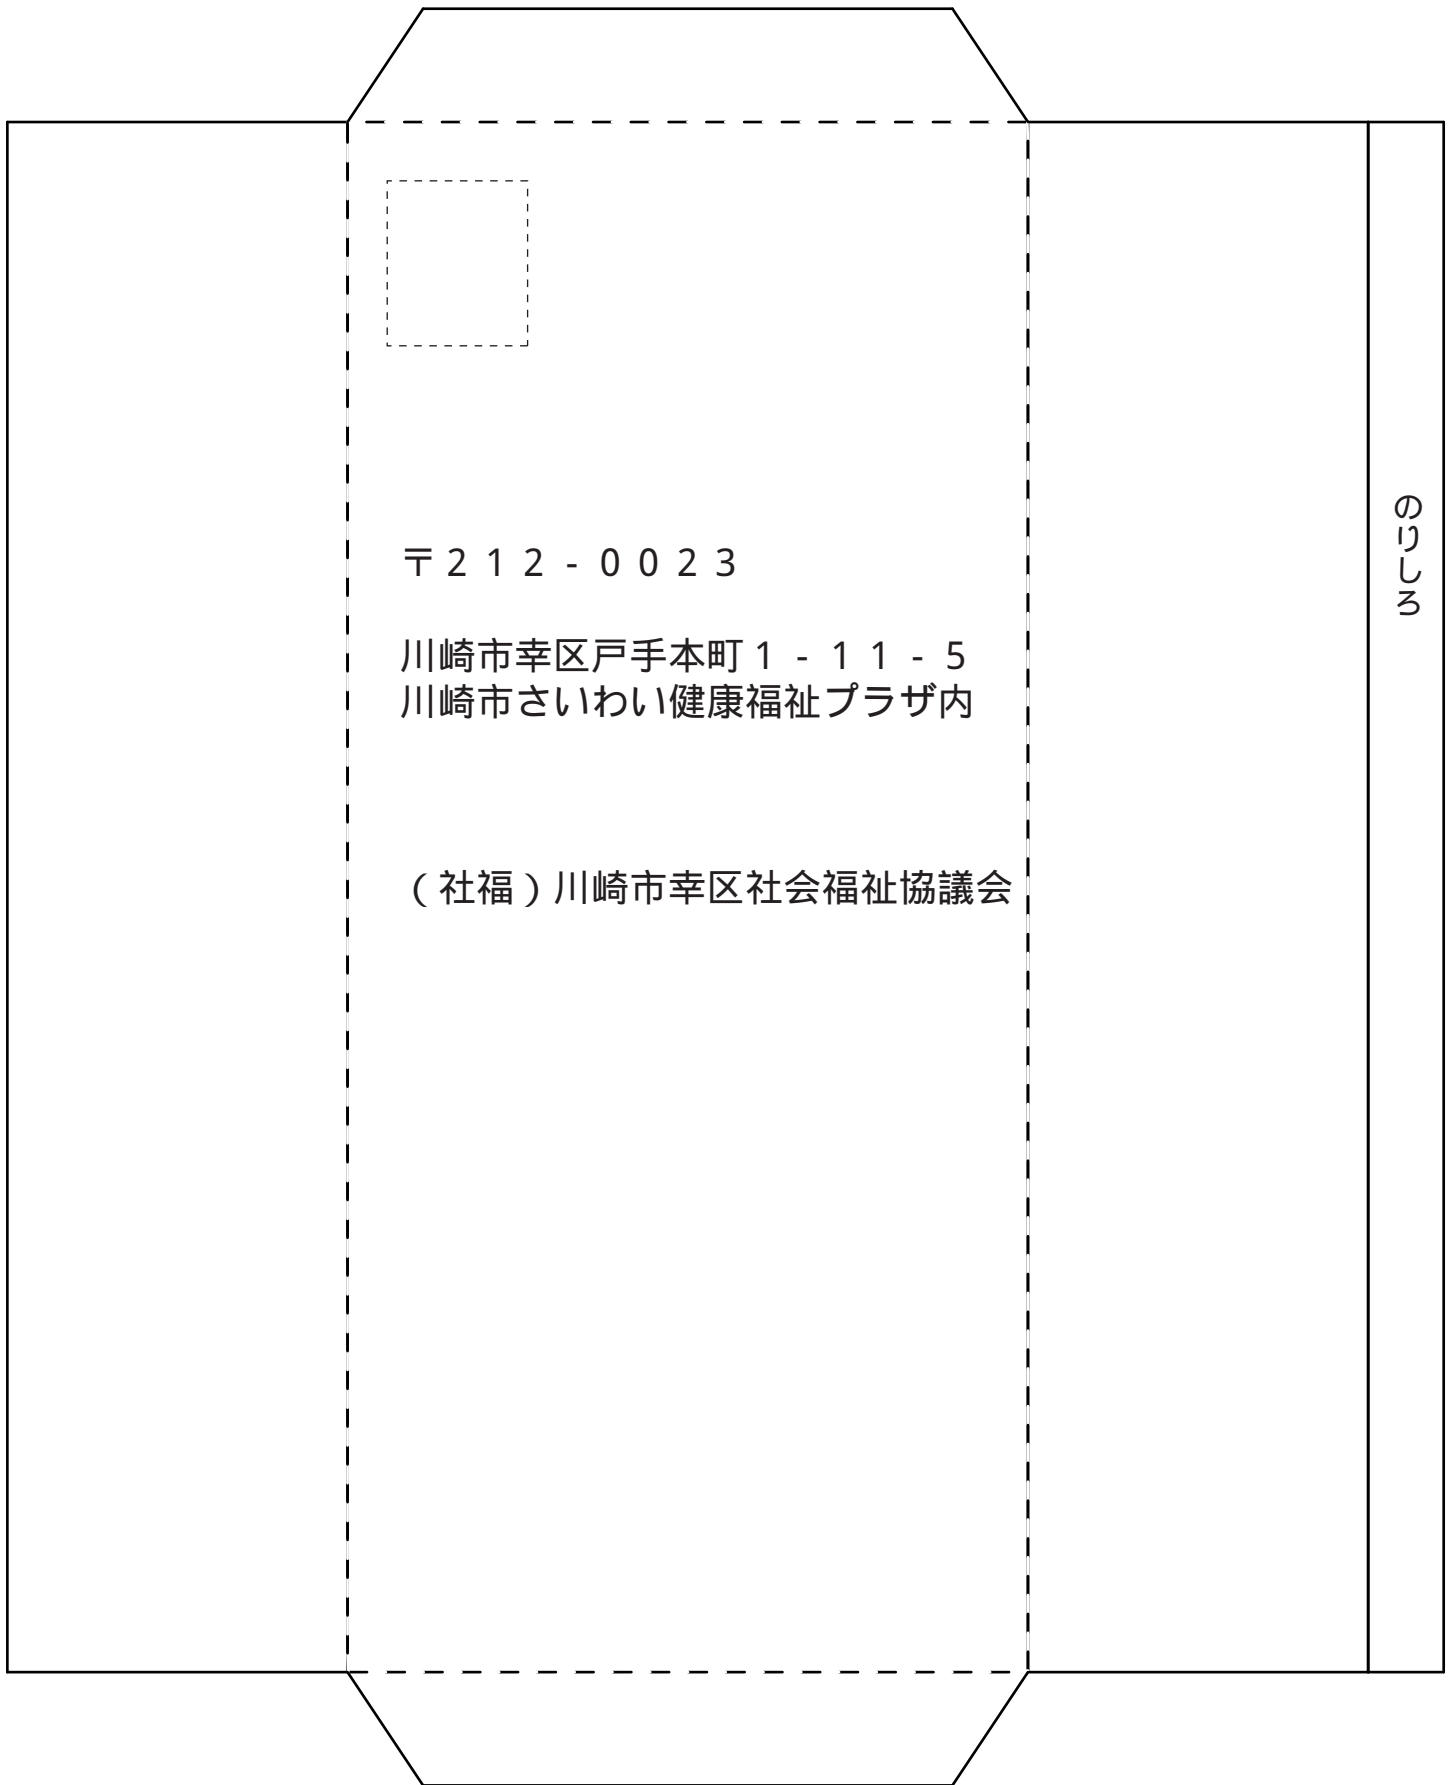 〒212-0023
川崎市幸区戸手本町1-11-5
川崎市さいわい健康福祉プラザ内
(社福)川崎市幸区社会福祉協議会
のりしろ